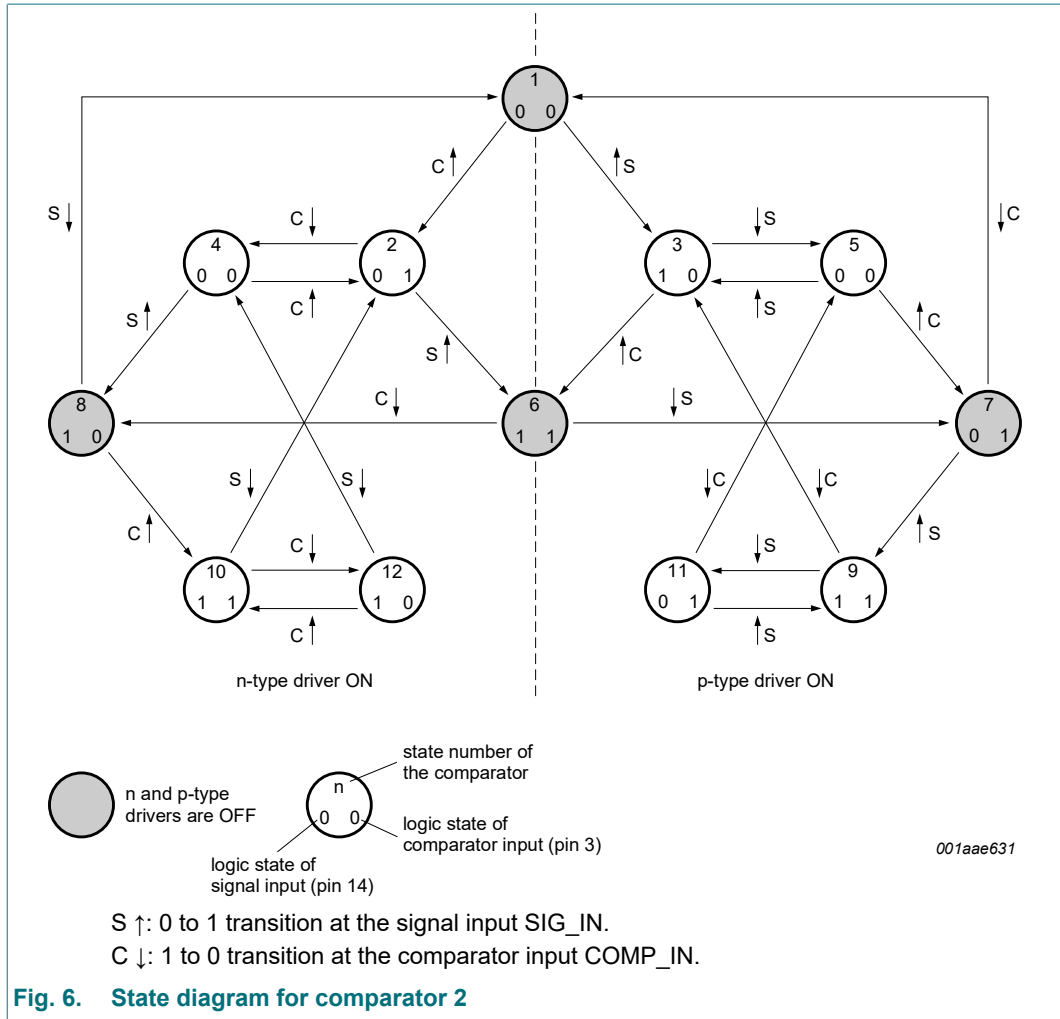 1
0 0
C ↑
↑ S
S ↓
↓ C
4
0 0
C ↓
C ↑
2
0 1
3
1 0
↓ S
↑ S
5
0 0
S ↑
S ↑
↑ C
↑ C
8
1 0
C ↓
6
1 1
↓ S
7
0 1
S ↓
S ↓
↓ C
↓ C
C ↑
↑ S
10
1 1
C ↓
C ↑
12
1 0
11
0 1
↓ S
↑ S
9
1 1
n-type driver ON
p-type driver ON
n and p-type
drivers are OFF
n
0 0
state number of
the comparator
logic state of
comparator input (pin 3)
logic state of
signal input (pin 14)
001aae631
S ↑: 0 to 1 transition at the signal input SIG_IN.
C ↓: 1 to 0 transition at the comparator input COMP_IN.
Fig. 6. State diagram for comparator 2